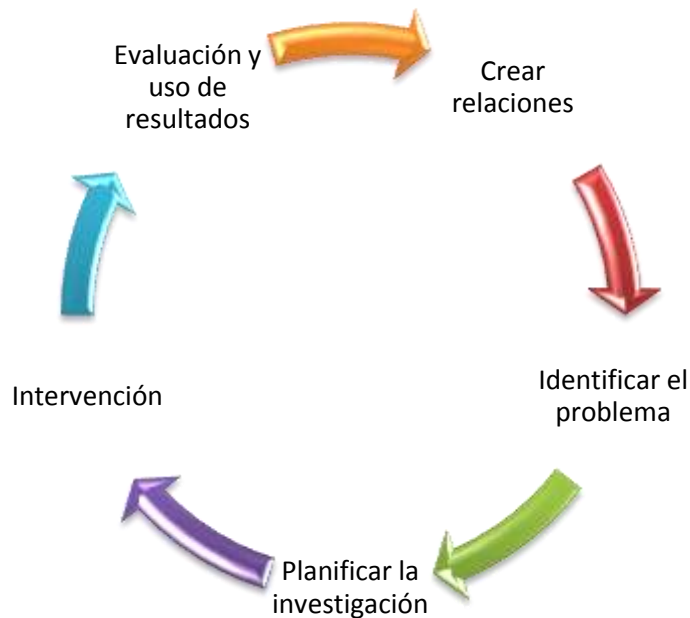 Evaluación y
uso de
resultados
Crear
relaciones
Identificar el
problema
Planificar la
investigación
Intervención